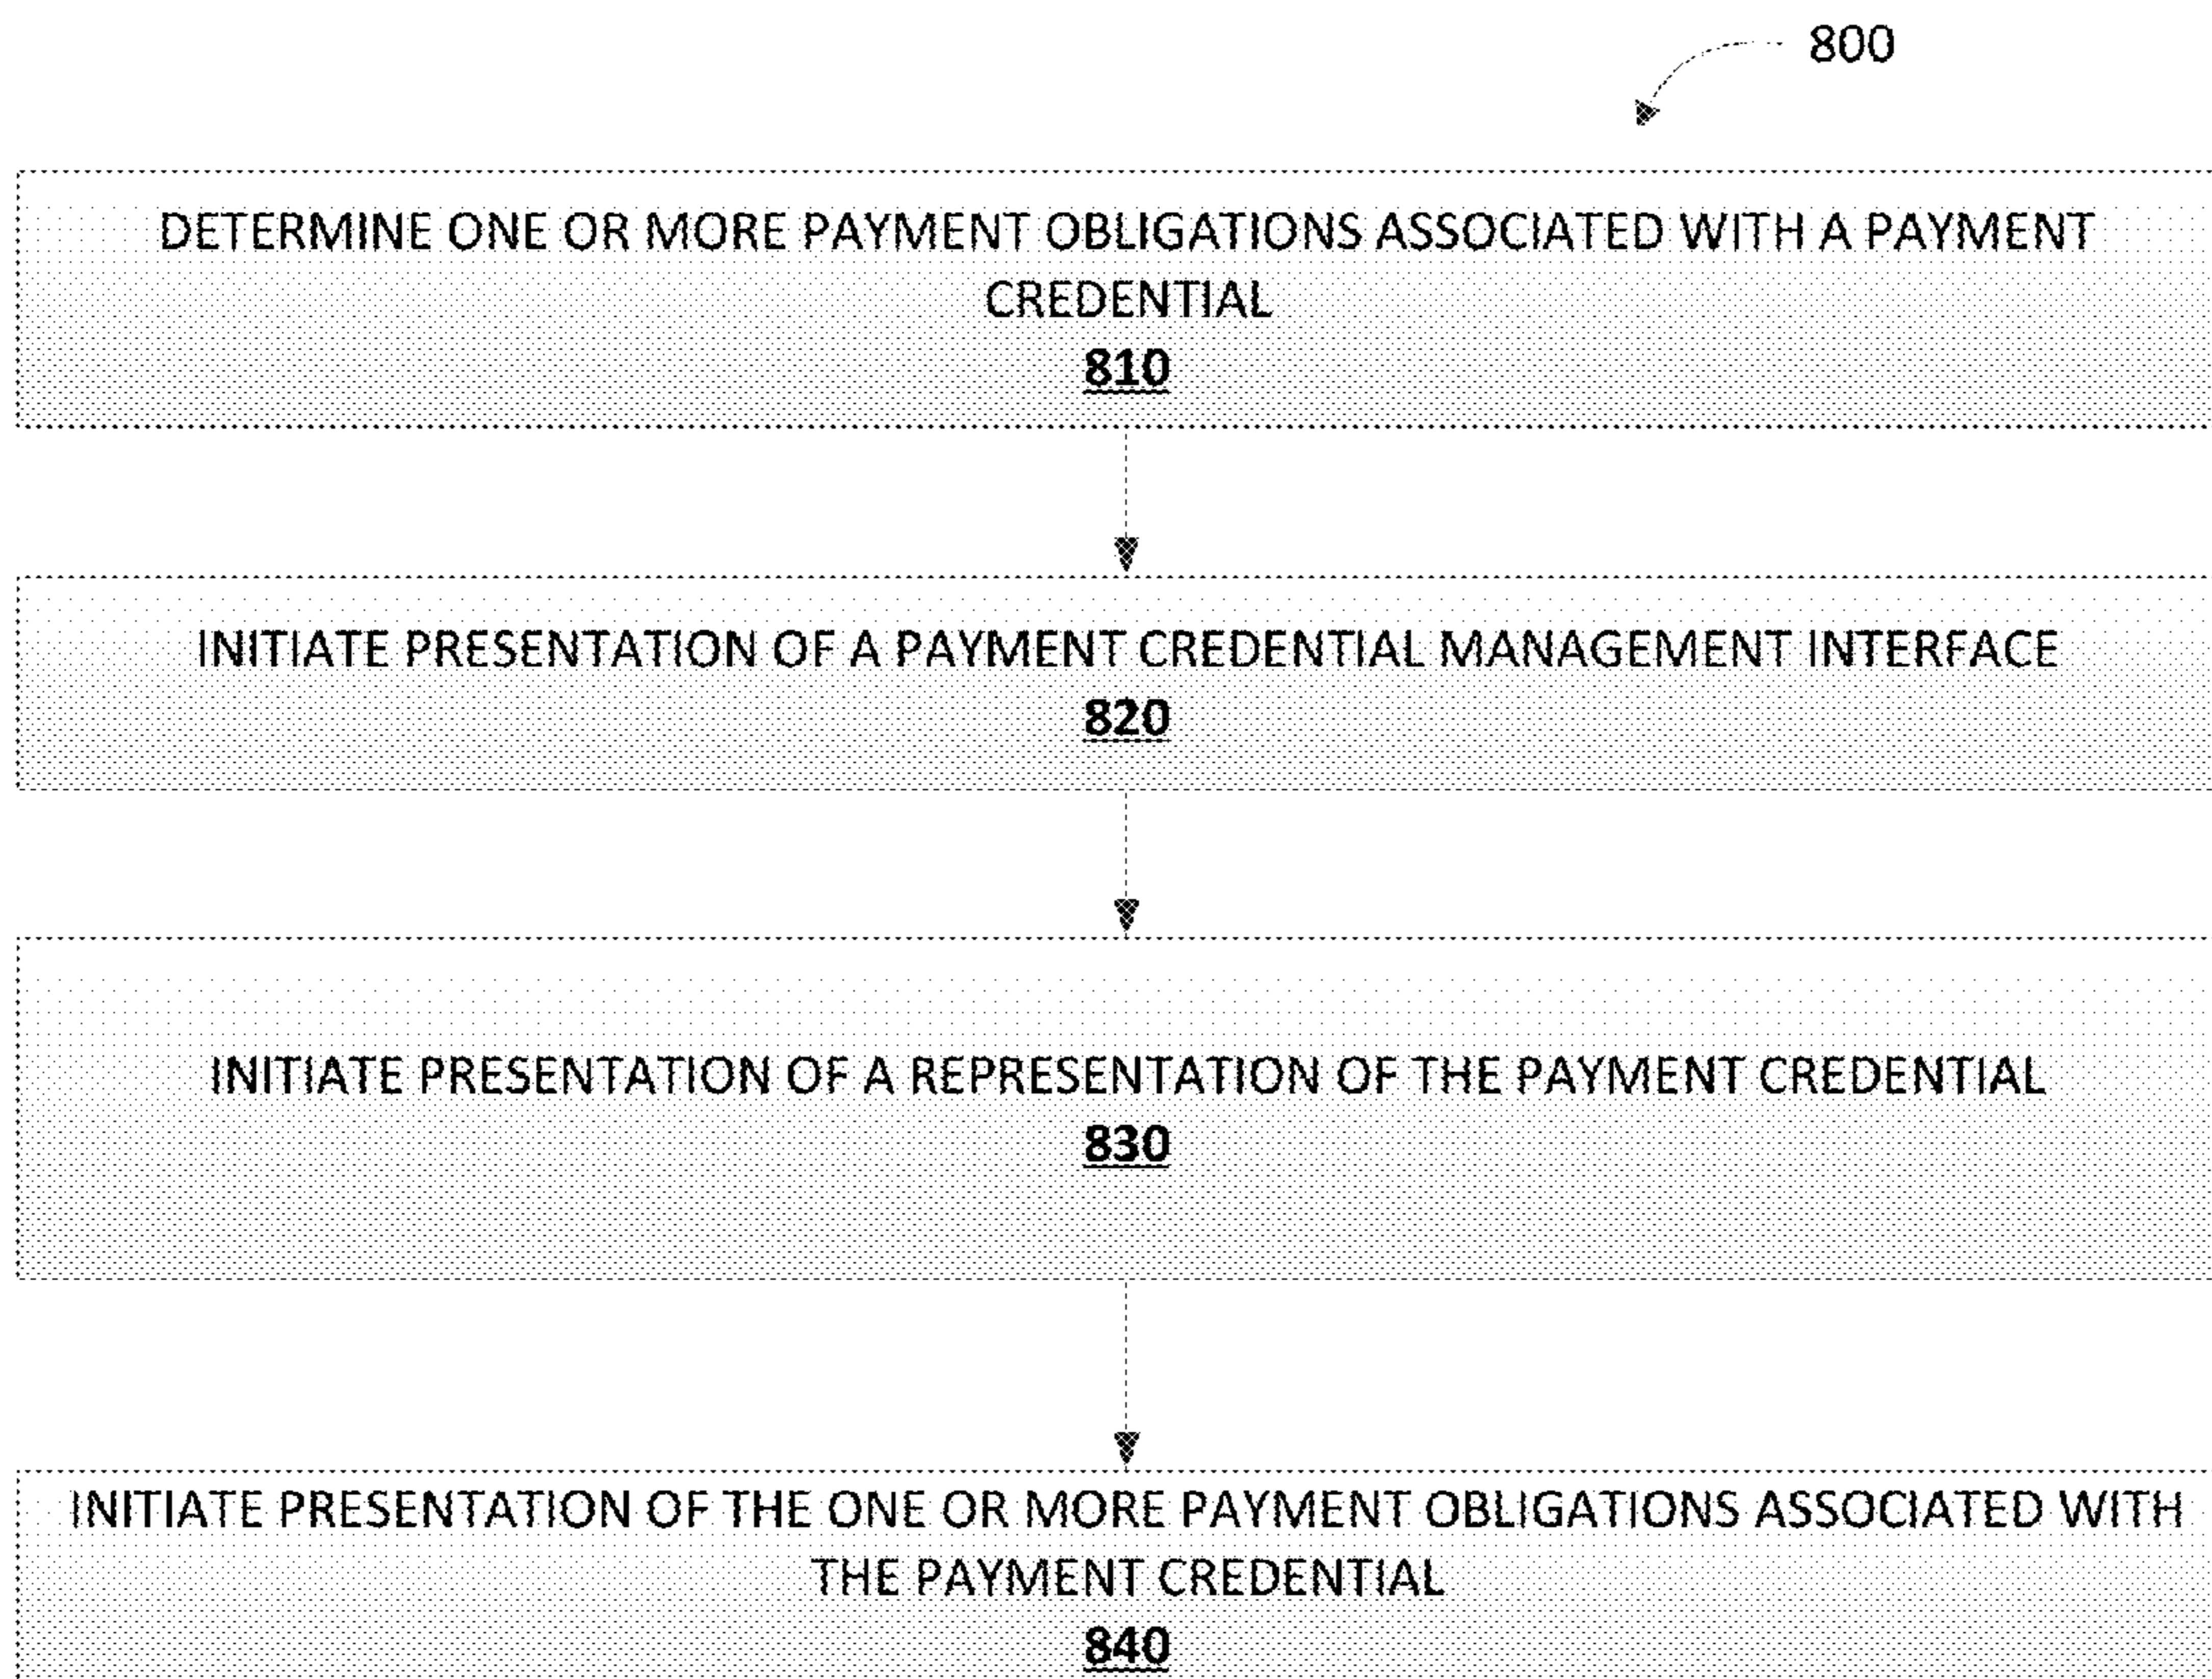 800
DETERMINE ONE OR MORE PAYMENT OBLIGATIONS ASSOCIATED WITH A PAYMENT
CREDENTIAL
810
INITIATE PRESENTATION OF A PAYMENT CREDENTIAL MANAGEMENT INTERFACE
820
INITIATE PRESENTATION OF A REPRESENTATION OF THE PAYMENT CREDENTIAL
830
INITIATE PRESENTATION OF THE ONE OR MORE PAYMENT OBLIGATIONS ASSOCIATED WITH
THE PAYMENT CREDENTIAL
840